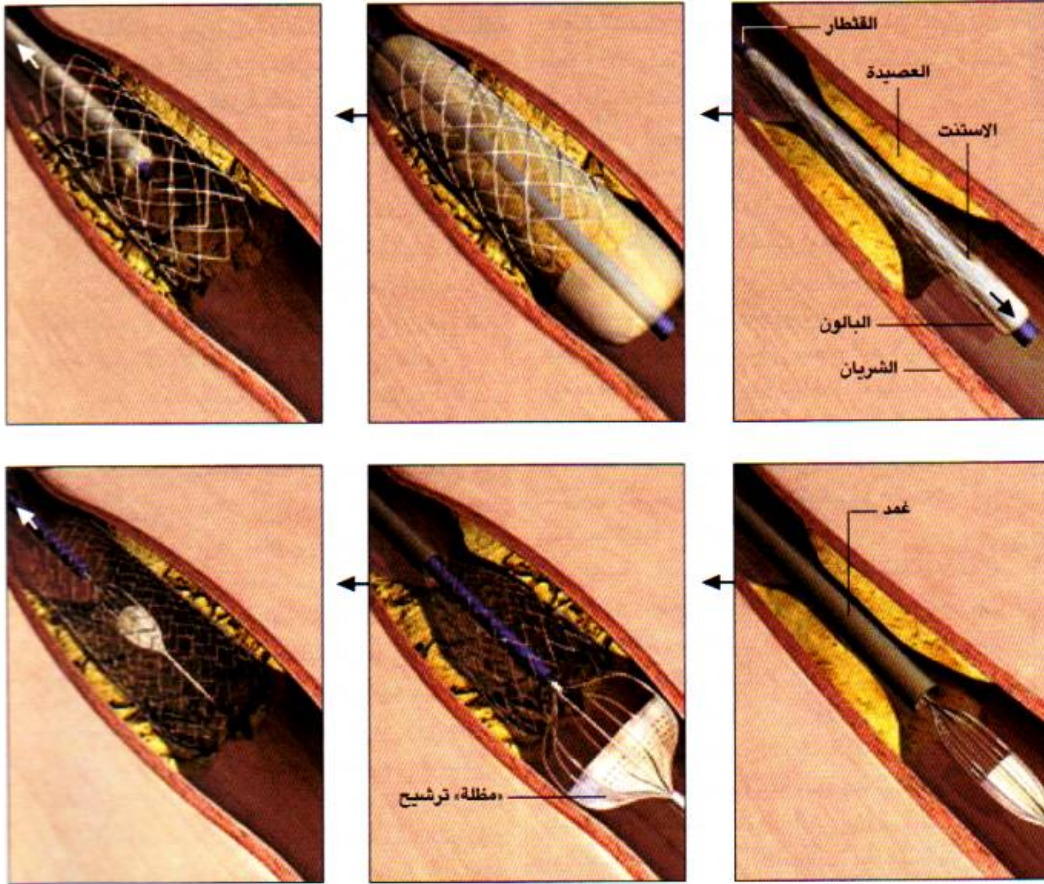 القثطار
العصيدة
الاستنت
البالون
الشريان
غمد
«مظلة» ترشيح